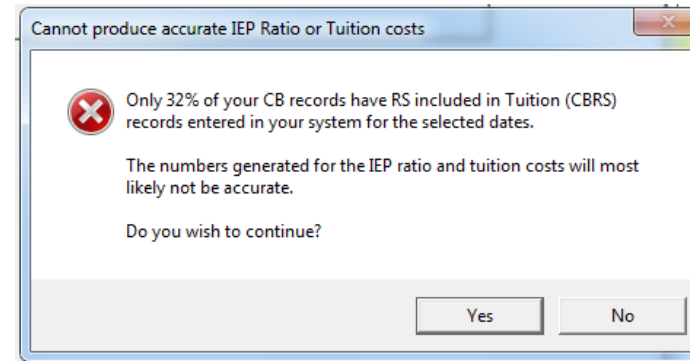 Cannot produce accurate IEP Ratio or Tuition costs
Only 32% of your CB records have RS included in Tuition (CBRS)
records entered in your system for the selected dates.
The numbers generated for the IEP ratio and tuition costs will most
likely not be accurate.
Do you wish to continue?
Yes No